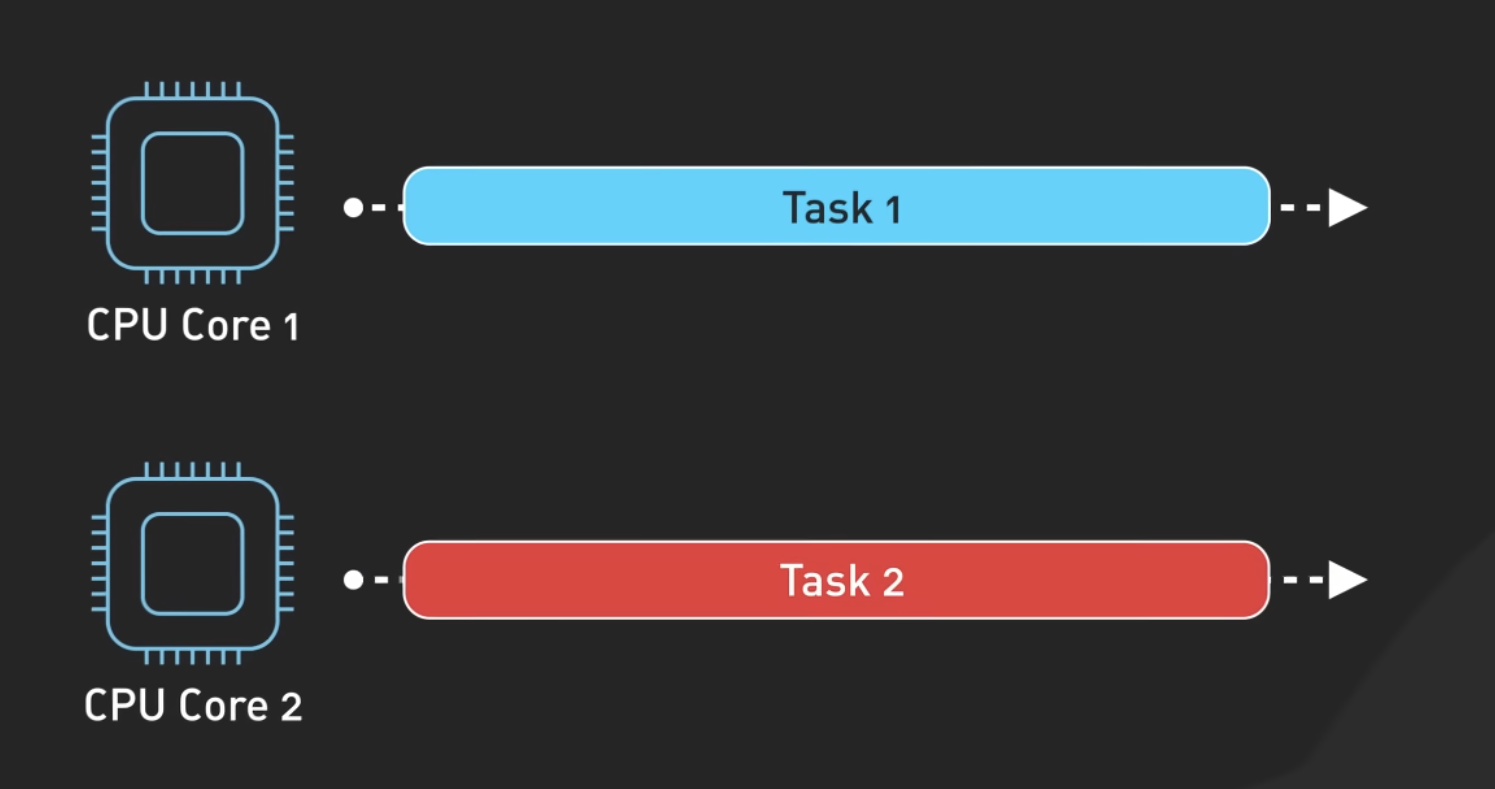 Task 1
CPU Core 1
Task 2
CPU Core 2